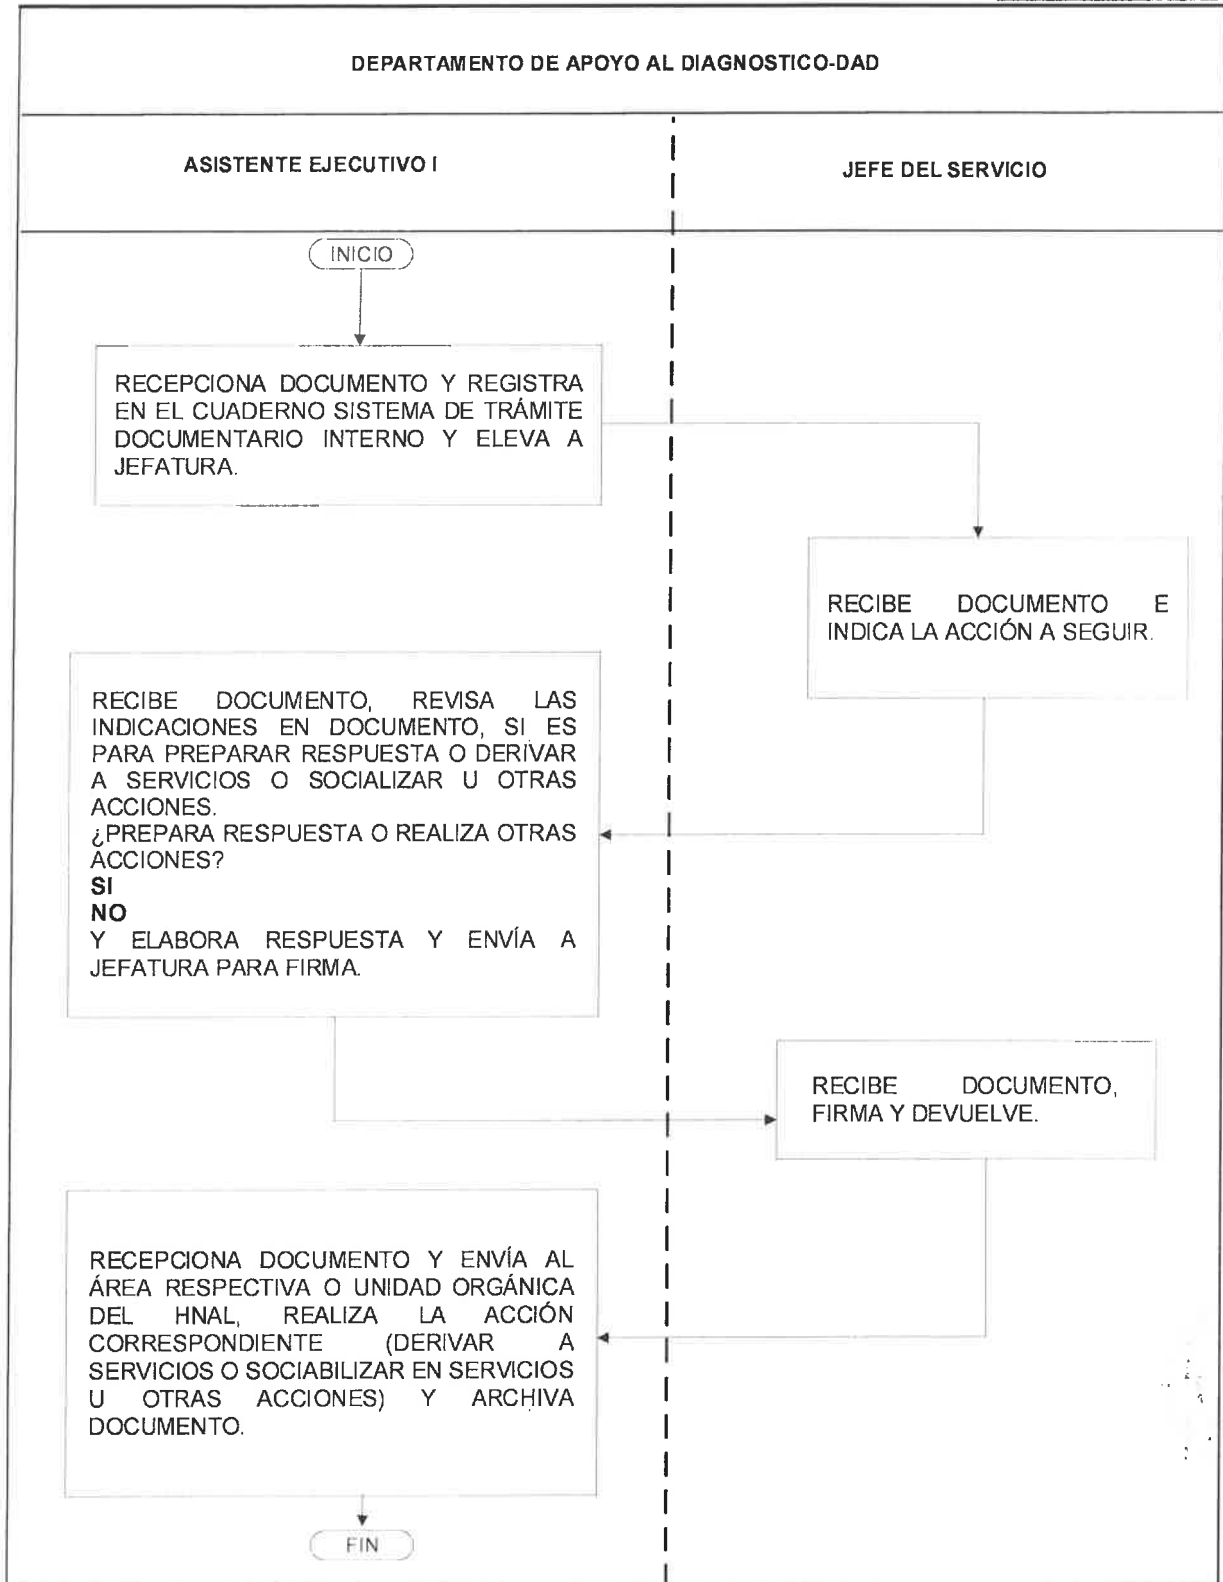 DEPARTAMENTO DE APOYO AL DIAGNOSTICO-DAD
ASISTENTE EJECUTIVO I
JEFE DEL SERVICIO
INICIO
RECEPCIONA DOCUMENTO Y REGISTRA
EN EL CUADERNO SISTEMA DE TRÁMITE
DOCUMENTARIO INTERNO Y ELEVA A
JEFATURA.
RECIBE DOCUMENTO E
INDICA LA ACCIÓN A SEGUIR.
RECIBE DOCUMENTO, REVISA LAS
INDICACIONES EN DOCUMENTO, SI ES
PARA PREPARAR RESPUESTA O DERIVAR
A SERVICIOS O SOCIALIZAR U OTRAS
ACCIONES.
¿PREPARA RESPUESTA O REALIZA OTRAS
ACCIONES?
SI
NO
Y ELABORA RESPUESTA Y ENVÍA A
JEFATURA PARA FIRMA.
RECIBE DOCUMENTO,
FIRMA Y DEVUELVE.
RECEPCIONA DOCUMENTO Y ENVÍA AL
ÁREA RESPECTIVA O UNIDAD ORGÁNICA
DEL HNAL, REALIZA LA ACCIÓN
CORRESPONDIENTE (DERIVAR A
SERVICIOS O SOCIABILIZAR EN SERVICIOS
U OTRAS ACCIONES) Y ARCHIVA
DOCUMENTO.
FIN